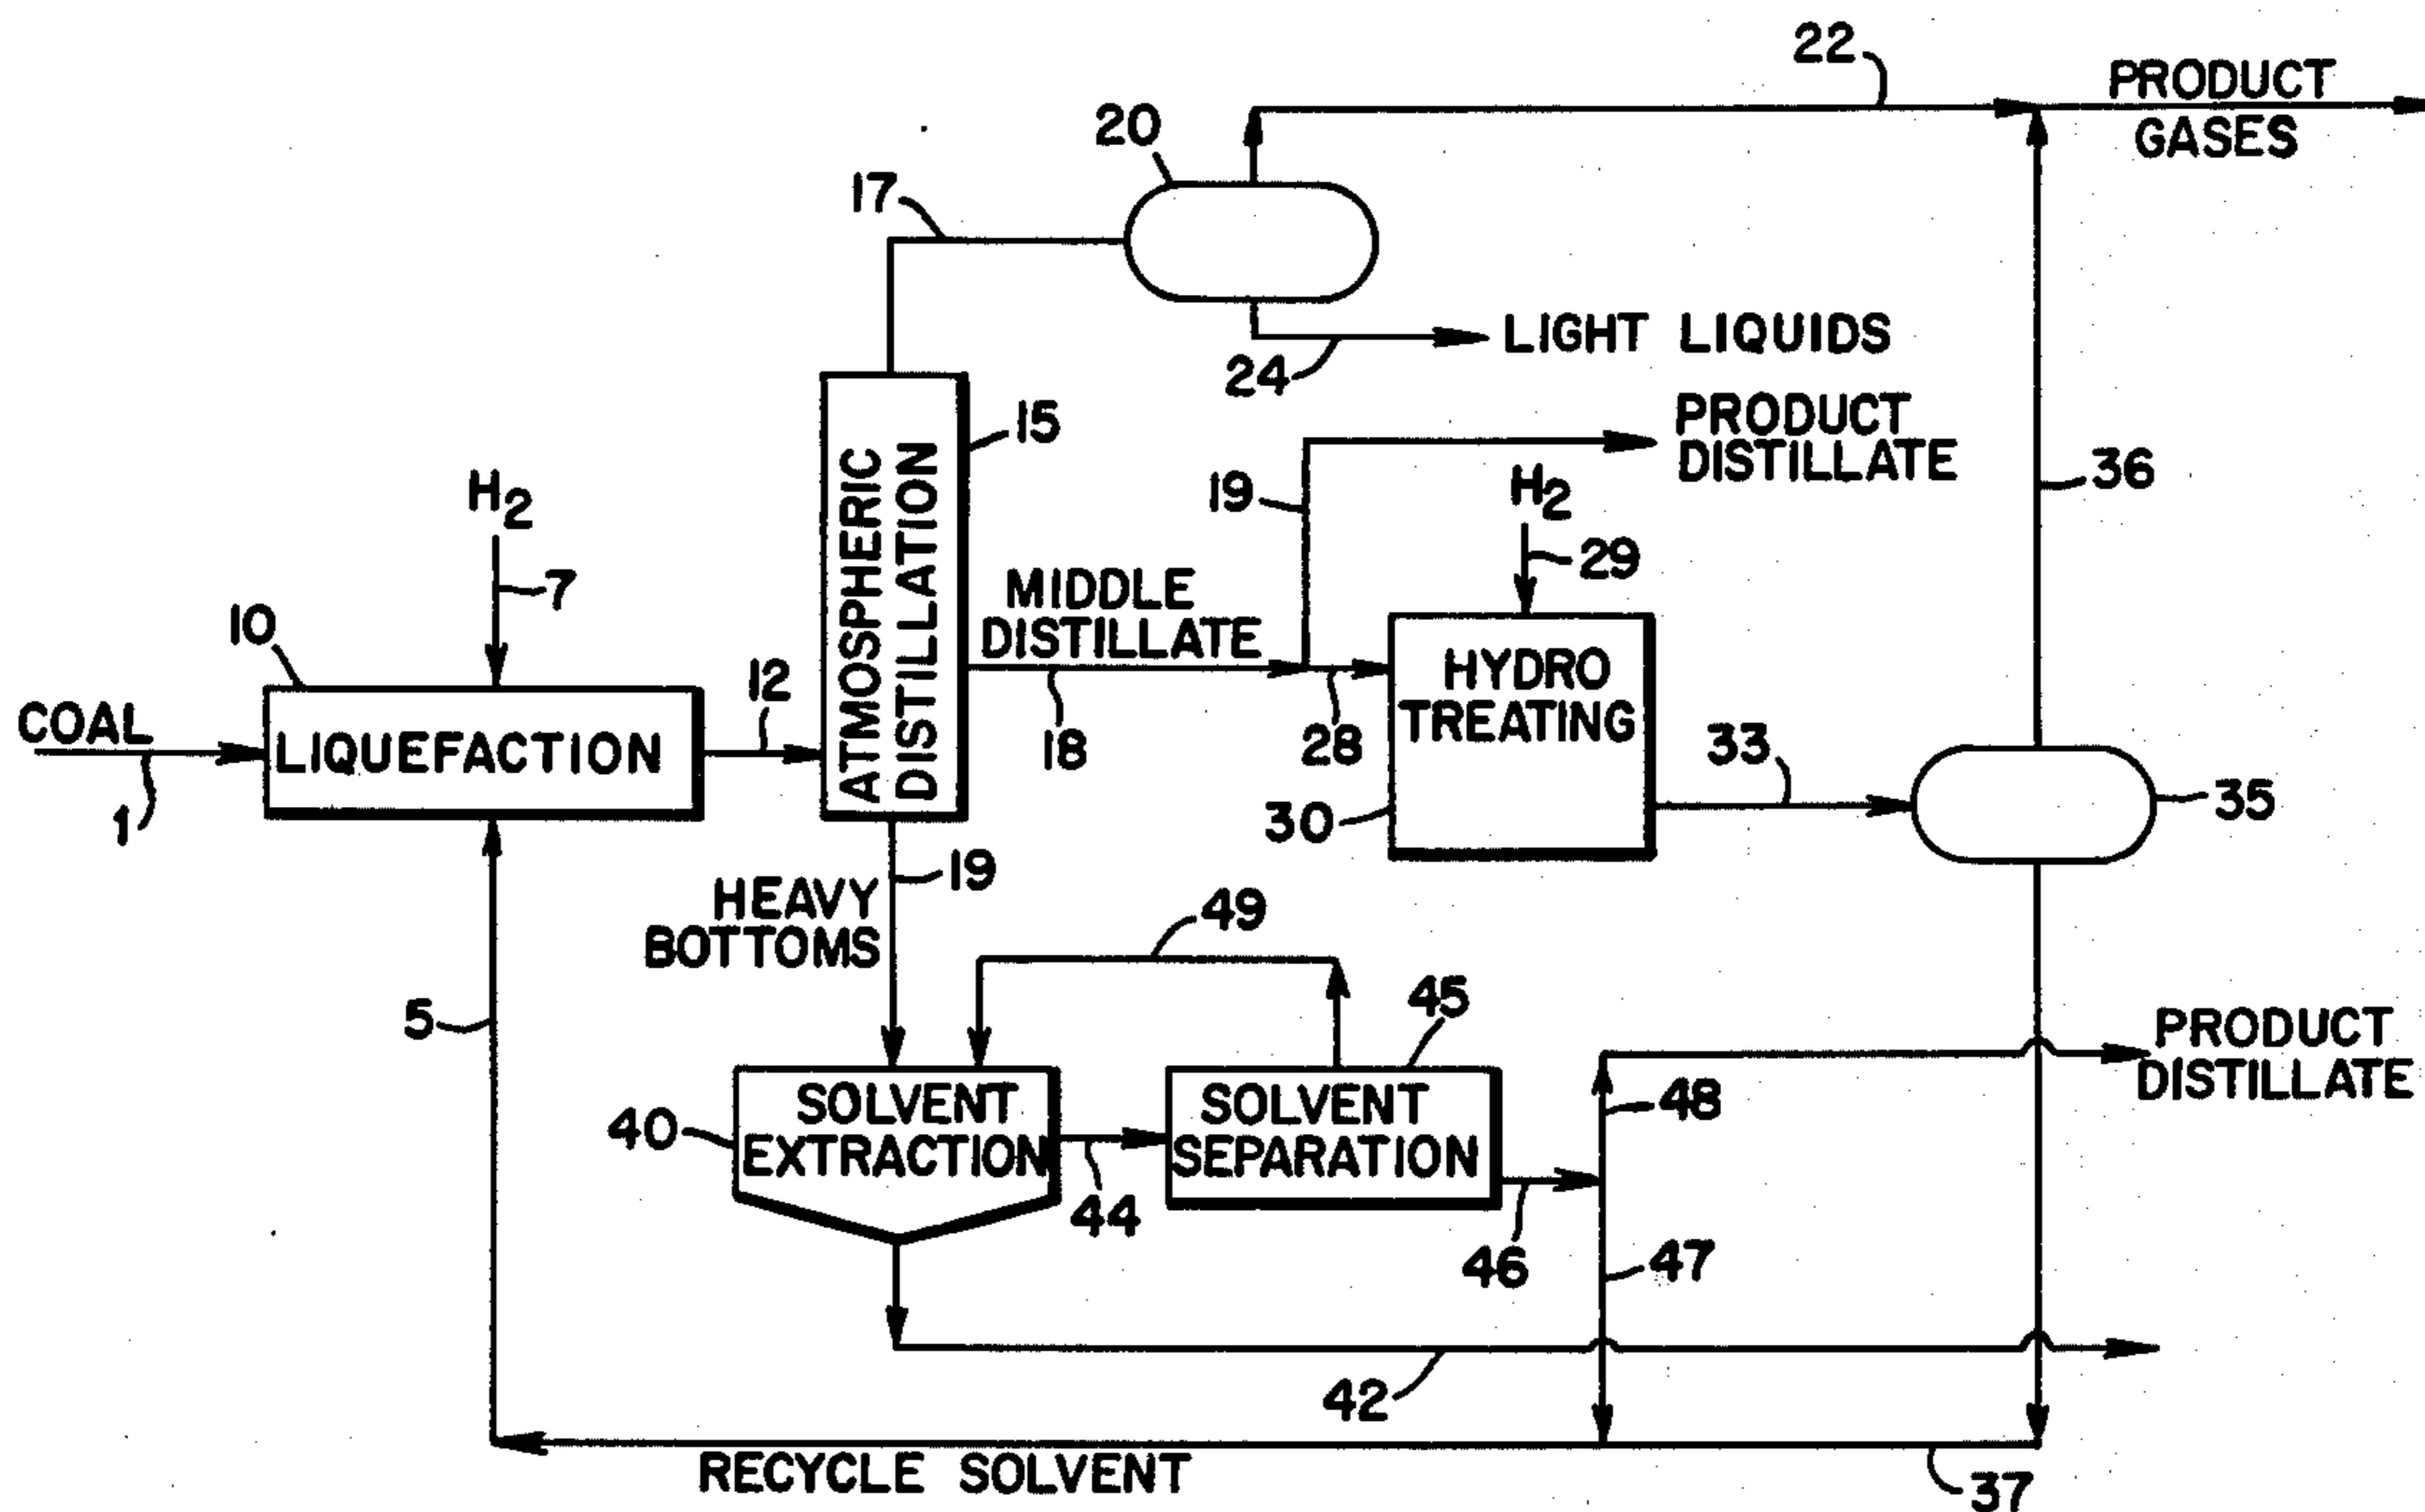 22
PRODUCT
GASES
20
17
LIGHT LIQUIDS
24
15
PRODUCT
DISTILLATE
19
H2
36
H2
29
7
ATMOSPHERIC
DISTILLATION
MIDDLE
DISTILLATE
10
12
HYDRO
TREATING
COAL
LIQUEFACTION
18
28
33
1
30
35
19
HEAVY
BOTTOMS
49
45
5
PRODUCT
DISTILLATE
40
SOLVENT
EXTRACTION
SOLVENT
SEPARATION
48
44
46
47
42
RECYCLE SOLVENT
37